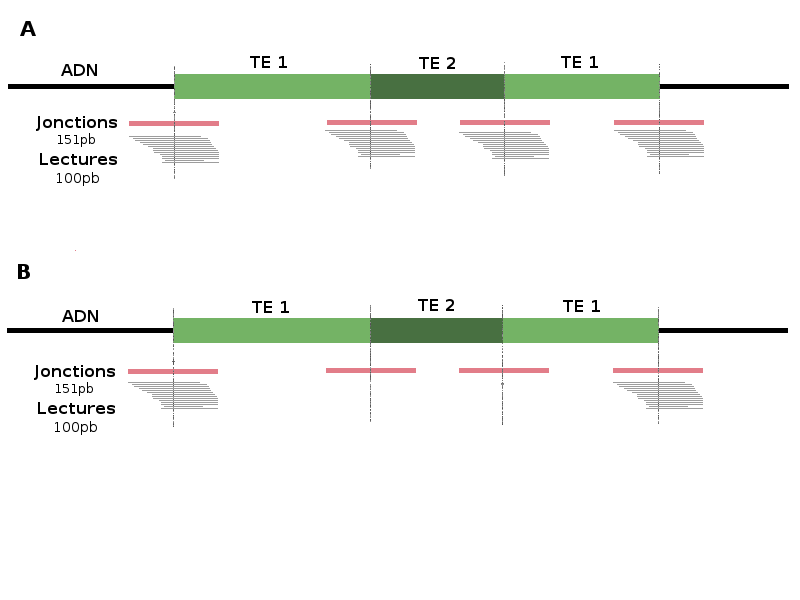 A
TE 1 TE 2 TE 1
ADN
Jonctions
151pb
Lectures
100pb
B
TE 1 TE 2 TE 1
ADN
Jonctions
151pb
Lectures
100pb